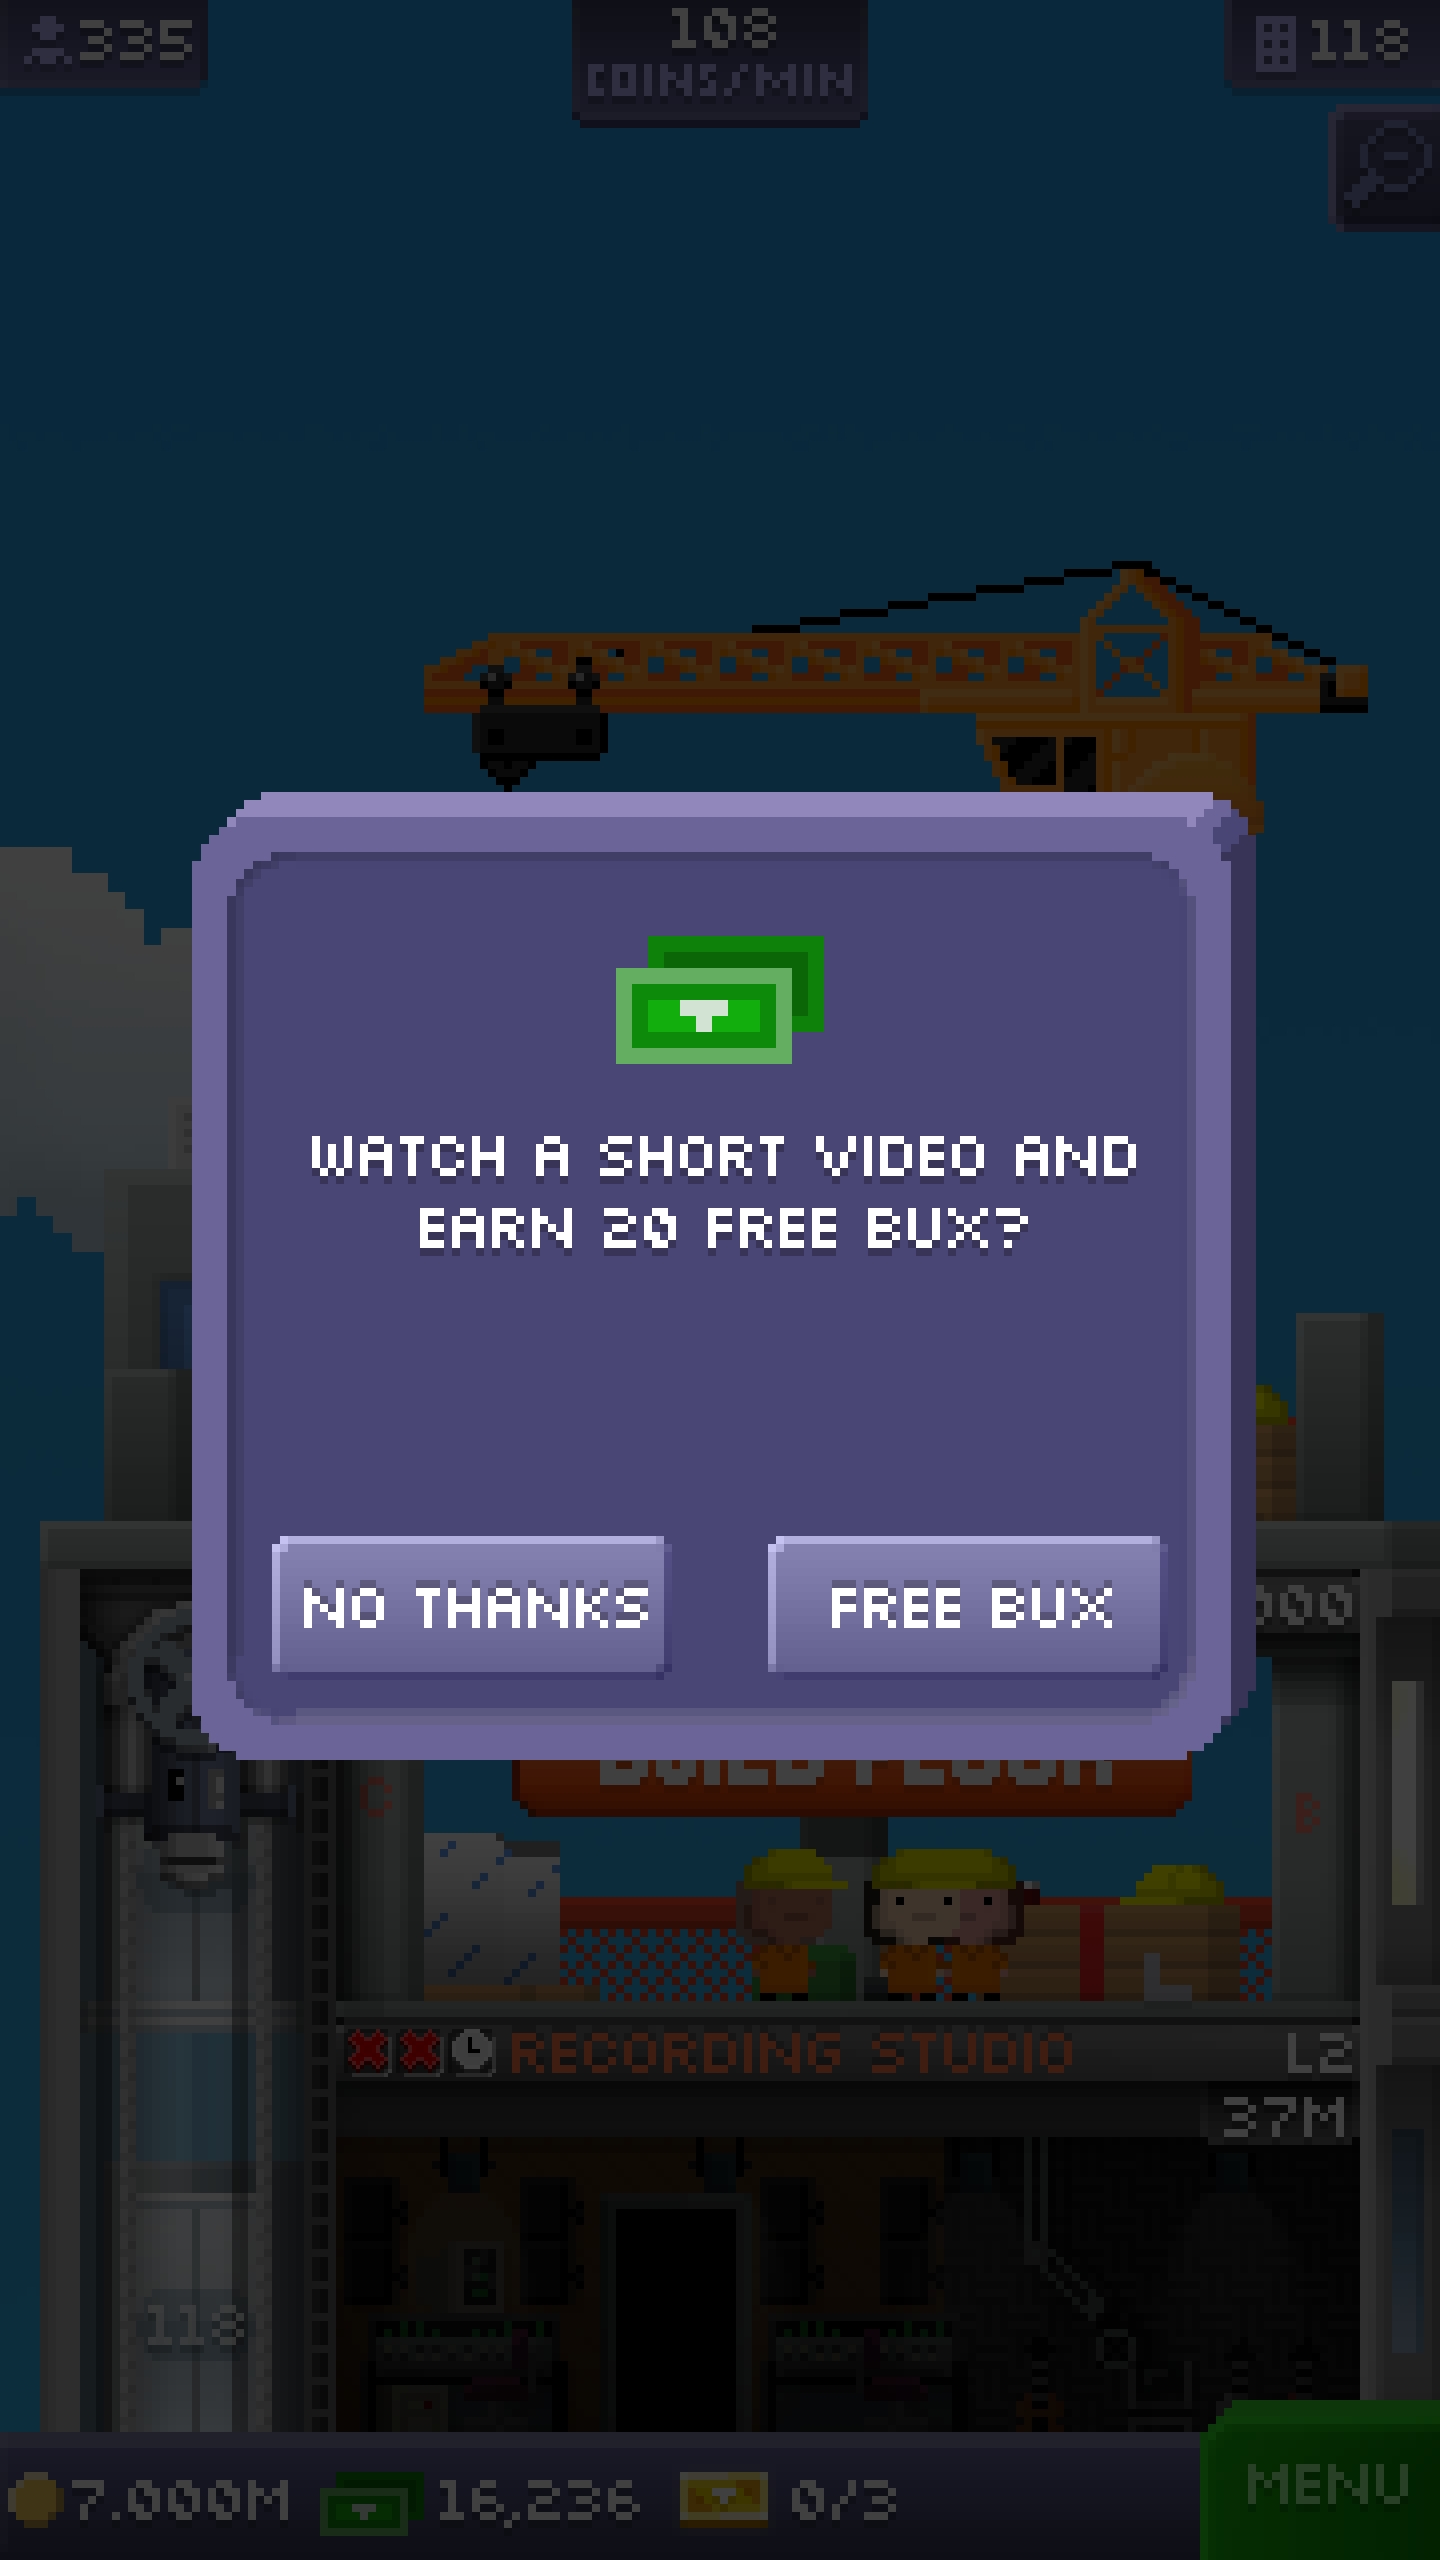 335
108
COINS/MIN
118
WATCH A SHORT VIDEO AND
EARN 20 FREE BUX?
NO THANKS
FREE BUX
000
BUILD FLOOR
C
B
L
RECORDING STUDIO
L2
37M
118
7.000M
16,236
0/3
MENU